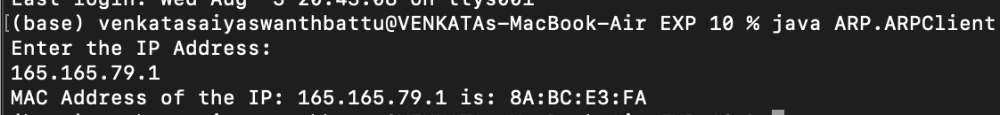 Last login: Wed Aug 3 20:43:08 on ttys001
(base) venkatasaiyaswanthbattu@VENKATAs-MacBook-Air EXP 10 % java ARP.ARPClient
Enter the IP Address:
165.165.79.1
MAC Address of the IP: 165.165.79.1 is: 8A:BC:E3:FA
(base)